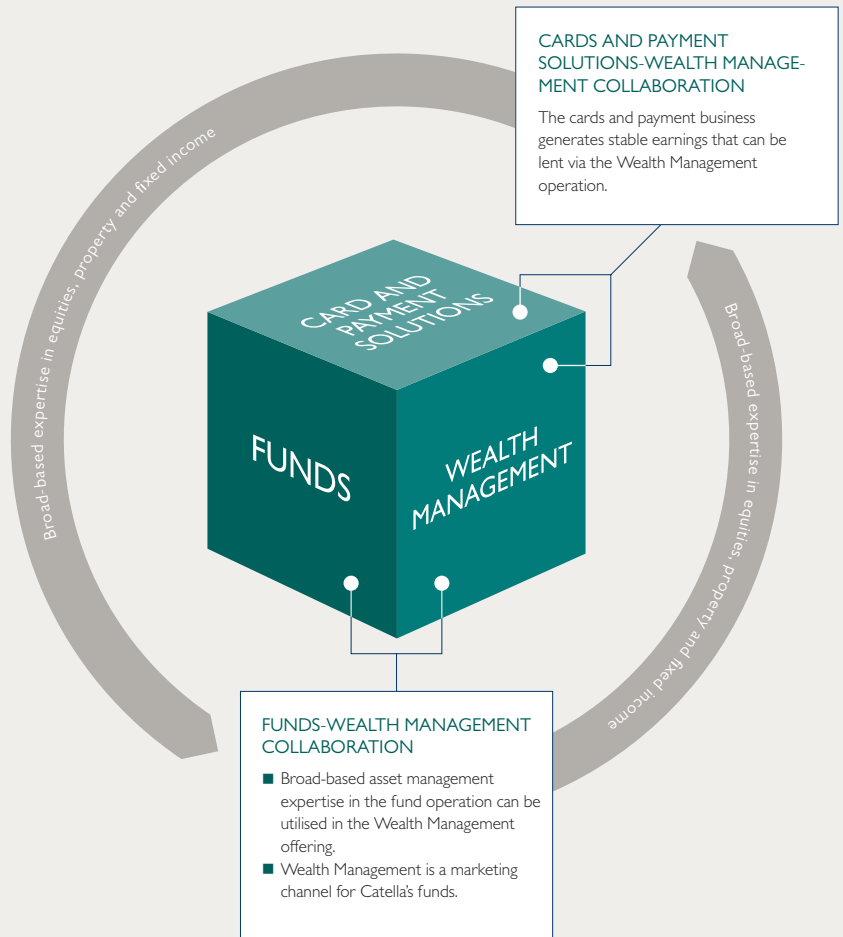 CARDS AND PAYMENT
SOLUTIONS-WEALTH MANAGE-
MENT COLLABORATION
The cards and payment business
generates stable earnings that can be
lent via the Wealth Management
operation.
Broad-based expertise in equities, property and fixed income
CARD AND
PAYMENT
SOLUTIONS
FUNDS
WEALTH
MANAGEMENT
Broad-based expertise in equities, property and fixed income
FUNDS-WEALTH MANAGEMENT
COLLABORATION
■ Broad-based asset management
expertise in the fund operation can be
utilised in the Wealth Management
offering.
■ Wealth Management is a marketing
channel for Catella’s funds.